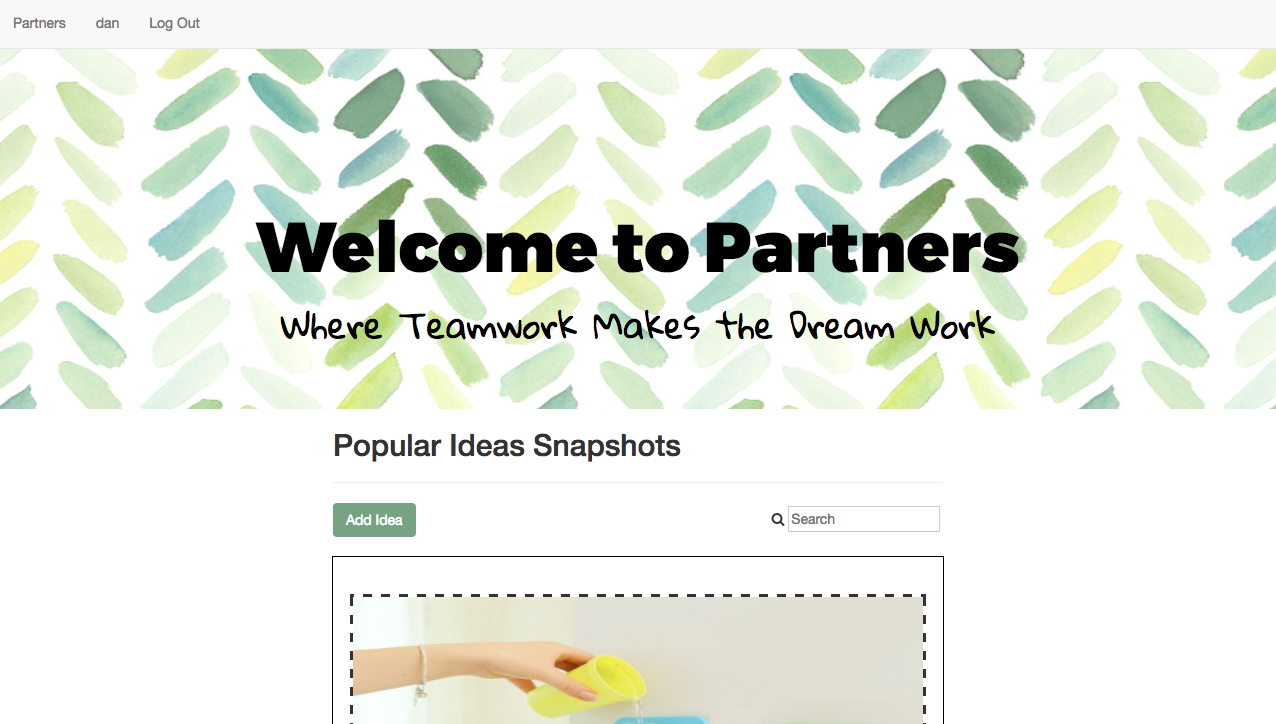 Partners dan Log Out
Welcome to Partners
Where Teamwork Makes the Dream Work
Popular Ideas Snapshots
Add Idea
Search